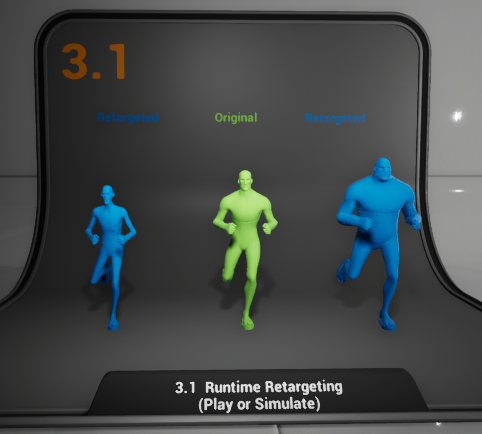 3.1
Retargeted Original Retargeted
3.1 Runtime Retargeting
(Play or Simulate)